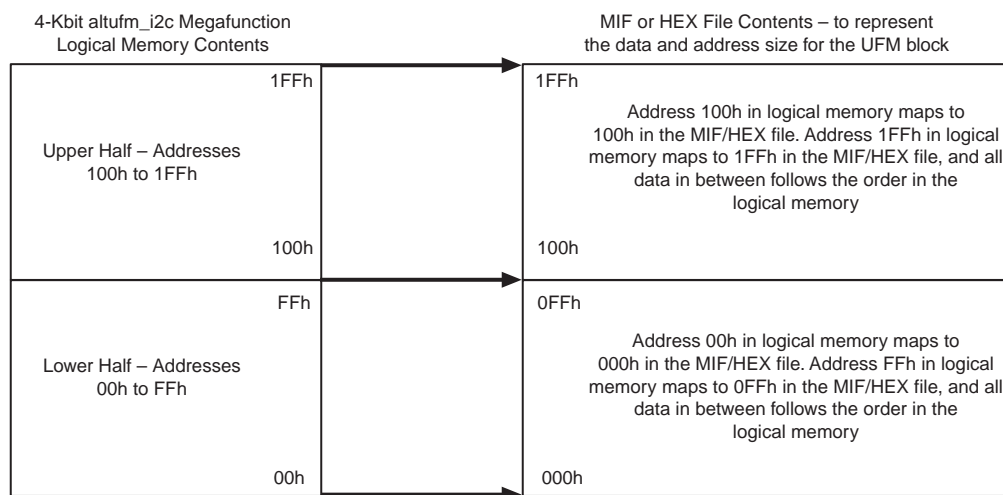 4-Kbit altufm_i2c Megafunction
Logical Memory Contents
MIF or HEX File Contents – to represent
the data and address size for the UFM block
1FFh
Upper Half – Addresses
100h to 1FFh
100h
1FFh
Address 100h in logical memory maps to
100h in the MIF/HEX file. Address 1FFh in logical
memory maps to 1FFh in the MIF/HEX file, and all
data in between follows the order in the
logical memory
100h
FFh
Lower Half – Addresses
00h to FFh
00h
0FFh
Address 00h in logical memory maps to
000h in the MIF/HEX file. Address FFh in logical
memory maps to 0FFh in the MIF/HEX file, and all
data in between follows the order in the
logical memory
000h